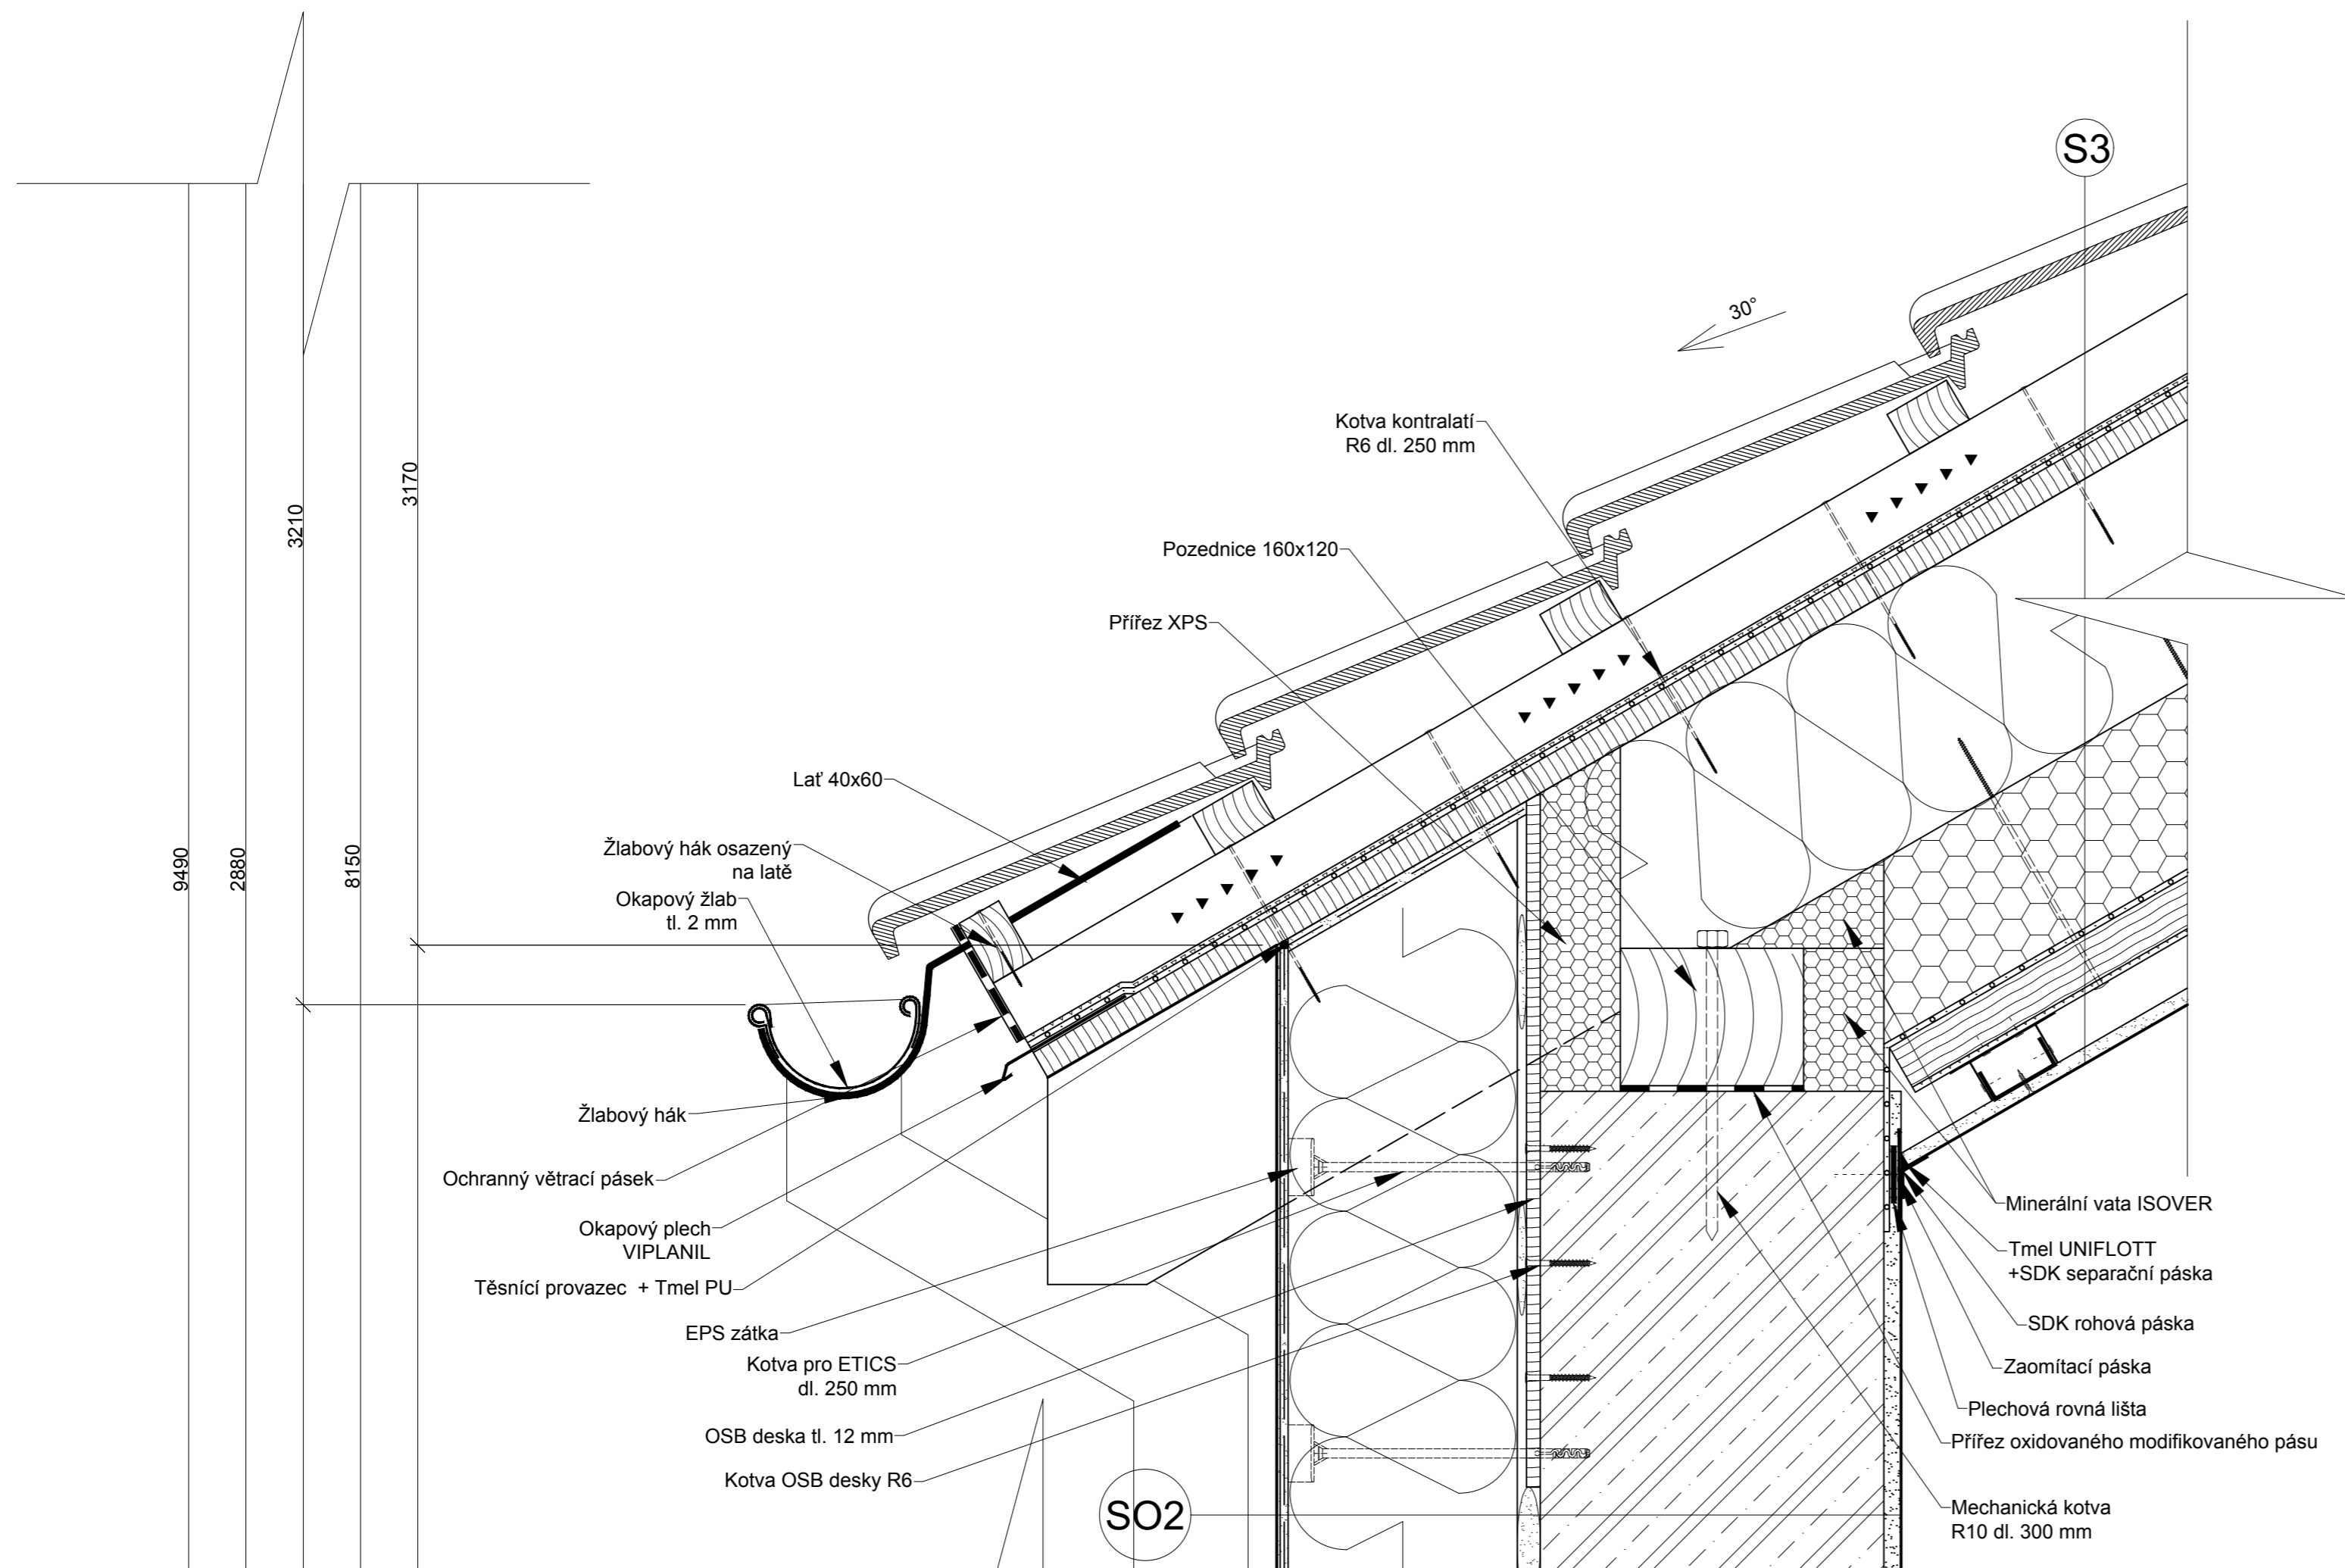 S3
30°
Kotva kontralatí
R6 dl. 250 mm
3170
3210
Pozednice 160x120
Přířez XPS
Lať 40x60
Žlabový hák osazený
na latě
Okapový žlab
tl. 2 mm
9490
2880
8150
Žlabový hák
Ochranný větrací pásek
Okapový plech
VIPLANIL
Těsnící provazec + Tmel PU
EPS zátka
Kotva pro ETICS
dl. 250 mm
OSB deska tl. 12 mm
Kotva OSB desky R6
SO2
Minerální vata ISOVER
Tmel UNIFLOTT
+SDK separační páska
SDK rohová páska
Zaomítací páska
Plechová rovná lišta
Přířez oxidovaného modifikovaného pásu
Mechanická kotva
R10 dl. 300 mm